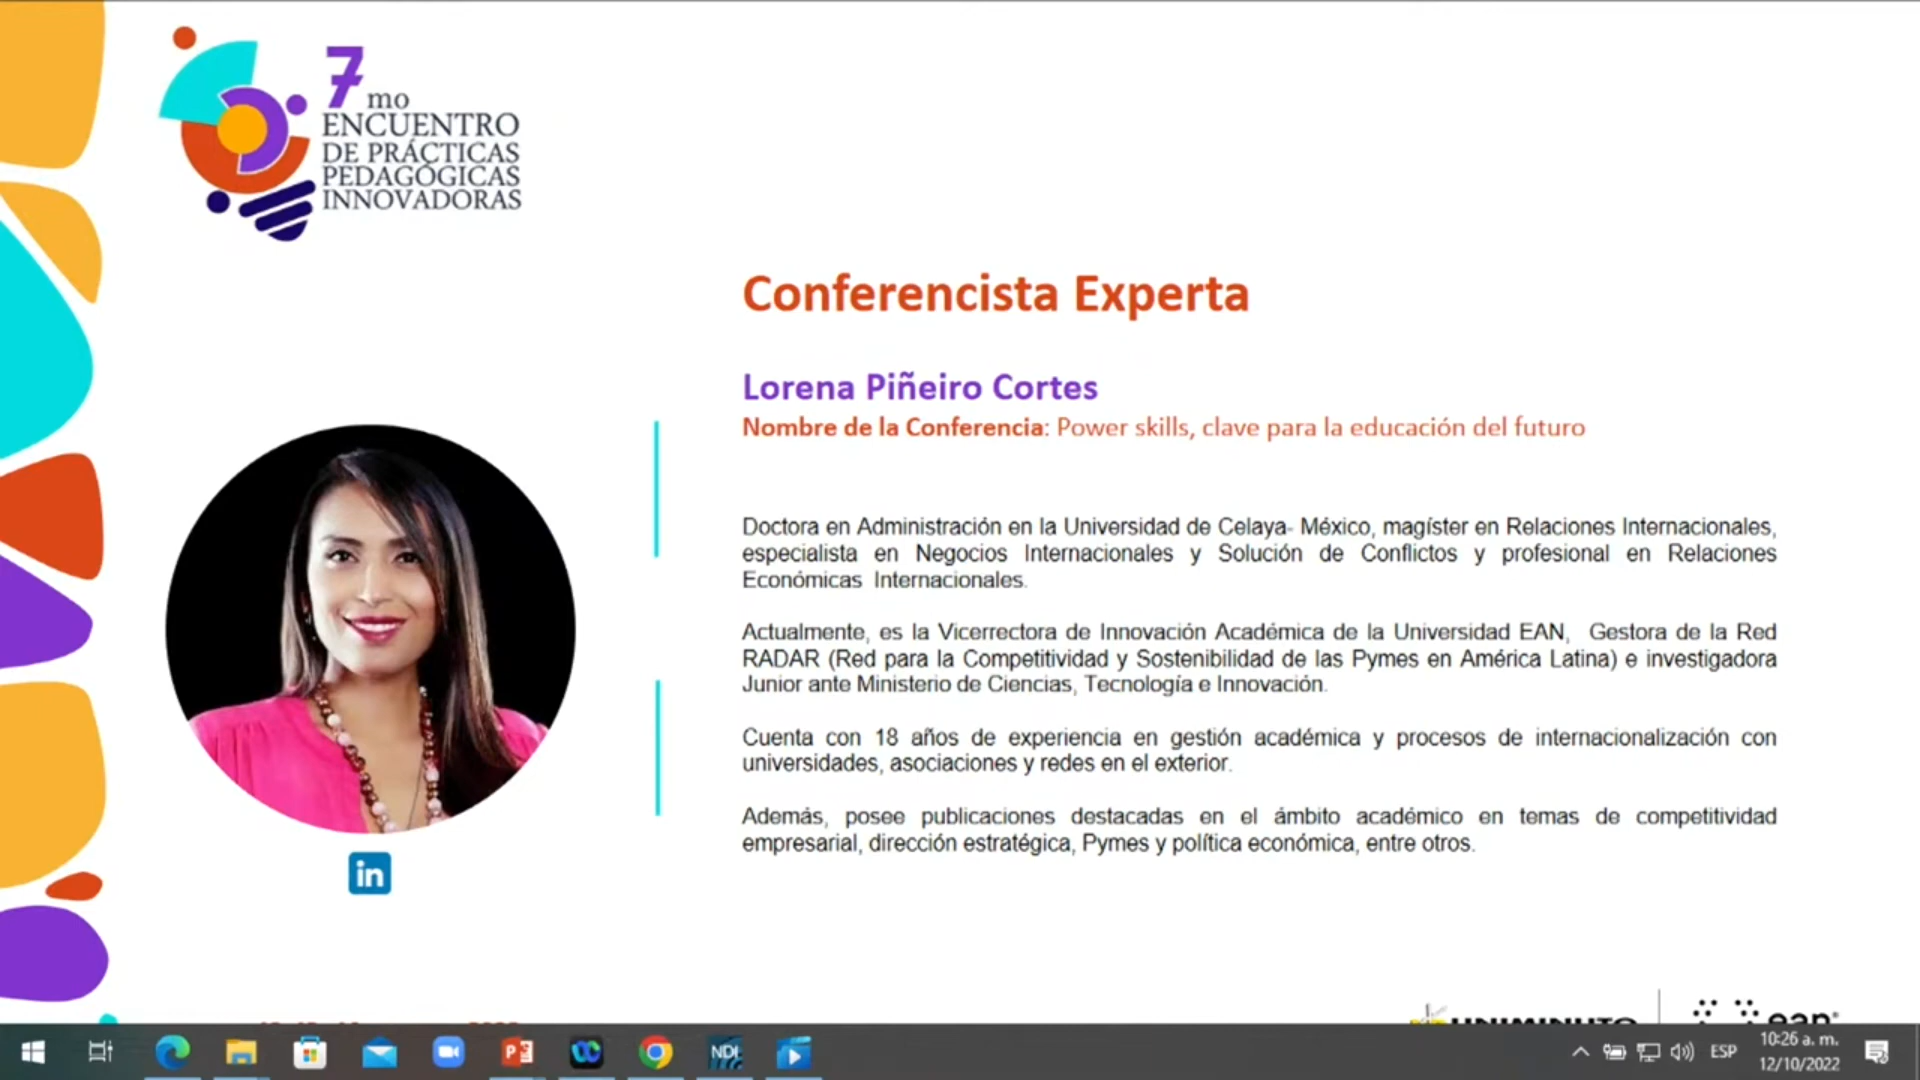 7
mo
ENCUENTRO
DE PRÁCTICAS
PEDAGÓGICAS
INNOVADORAS
Conferencista Experta
Lorena Piñeiro Cortes
Nombre de la Conferencia: Power skills, clave para la educación del futuro
Doctora en Administración en la Universidad de Celaya- México, magíster en Relaciones Internacionales,
especialista en Negocios Internacionales y Solución de Conflictos y profesional en Relaciones
Económicas Internacionales.
Actualmente, es la Vicerrectora de Innovación Académica de la Universidad EAN, Gestora de la Red
RADAR (Red para la Competitividad y Sostenibilidad de las Pymes en América Latina) e investigadora
Junior ante Ministerio de Ciencias, Tecnología e Innovación.
Cuenta con 18 años de experiencia en gestión académica y procesos de internacionalización con
universidades, asociaciones y redes en el exterior.
Además, posee publicaciones destacadas en el ámbito académico en temas de competitividad
empresarial, dirección estratégica, Pymes y política económica, entre otros.
in
UNIMINUTO
ean
NDI
ESP
10:26 a. m.
12/10/2022